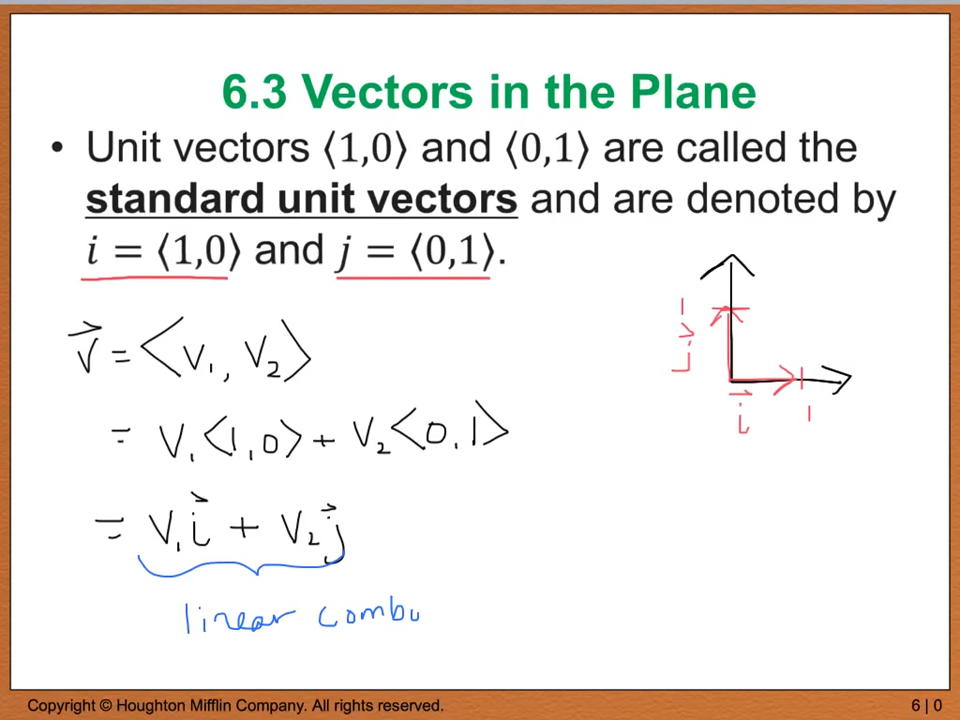 6.3 Vectors in the Plane
• Unit vectors ⟨1,0⟩ and ⟨0,1⟩ are called the
standard unit vectors and are denoted by
i = ⟨1,0⟩ and j = ⟨0,1⟩.
v⃗ = ⟨v₁, v₂⟩
= v₁⟨1,0⟩ + v₂⟨0,1⟩
= v₁i⃗ + v₂j⃗
linear combu
1
j⃗
i⃗
1
Copyright © Houghton Mifflin Company. All rights reserved.
6 | 0